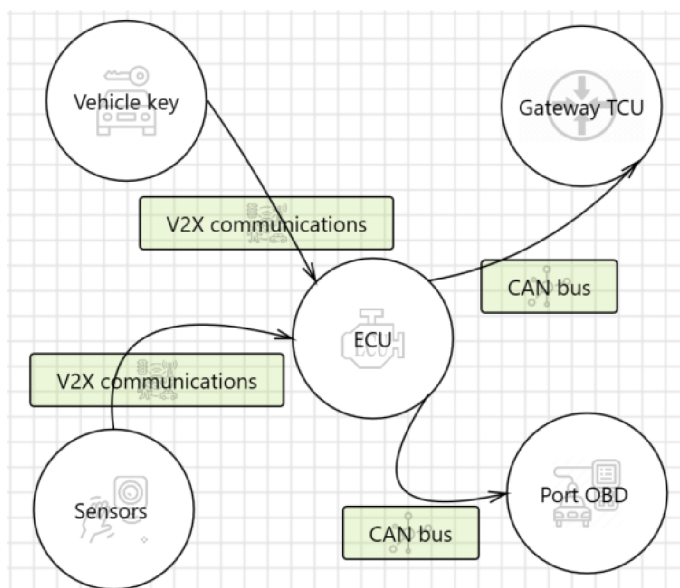 Vehicle key
Gateway TCU
V2X communications
CAN bus
ECU
V2X communications
Sensors
Port OBD
CAN bus